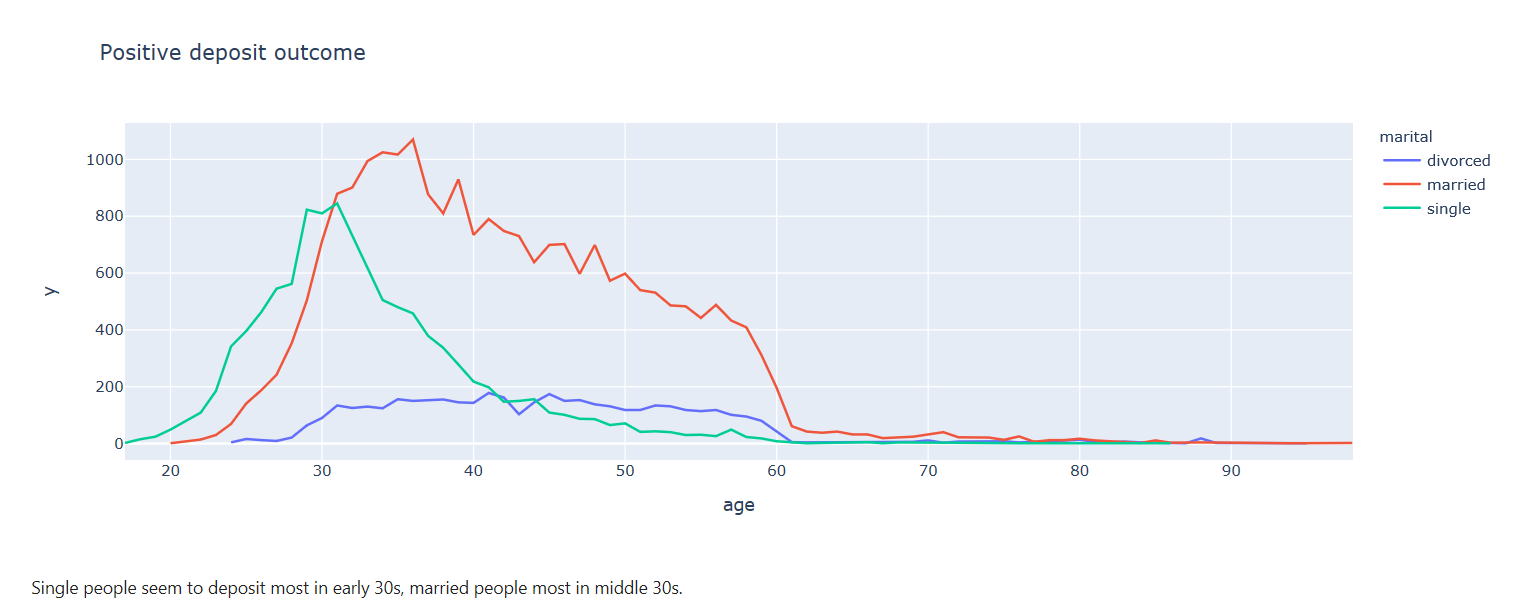 Positive deposit outcome
marital
divorced
married
single
1000
800
600
400
200
0
y
20 30 40 50 60 70 80 90
age
Single people seem to deposit most in early 30s, married people most in middle 30s.